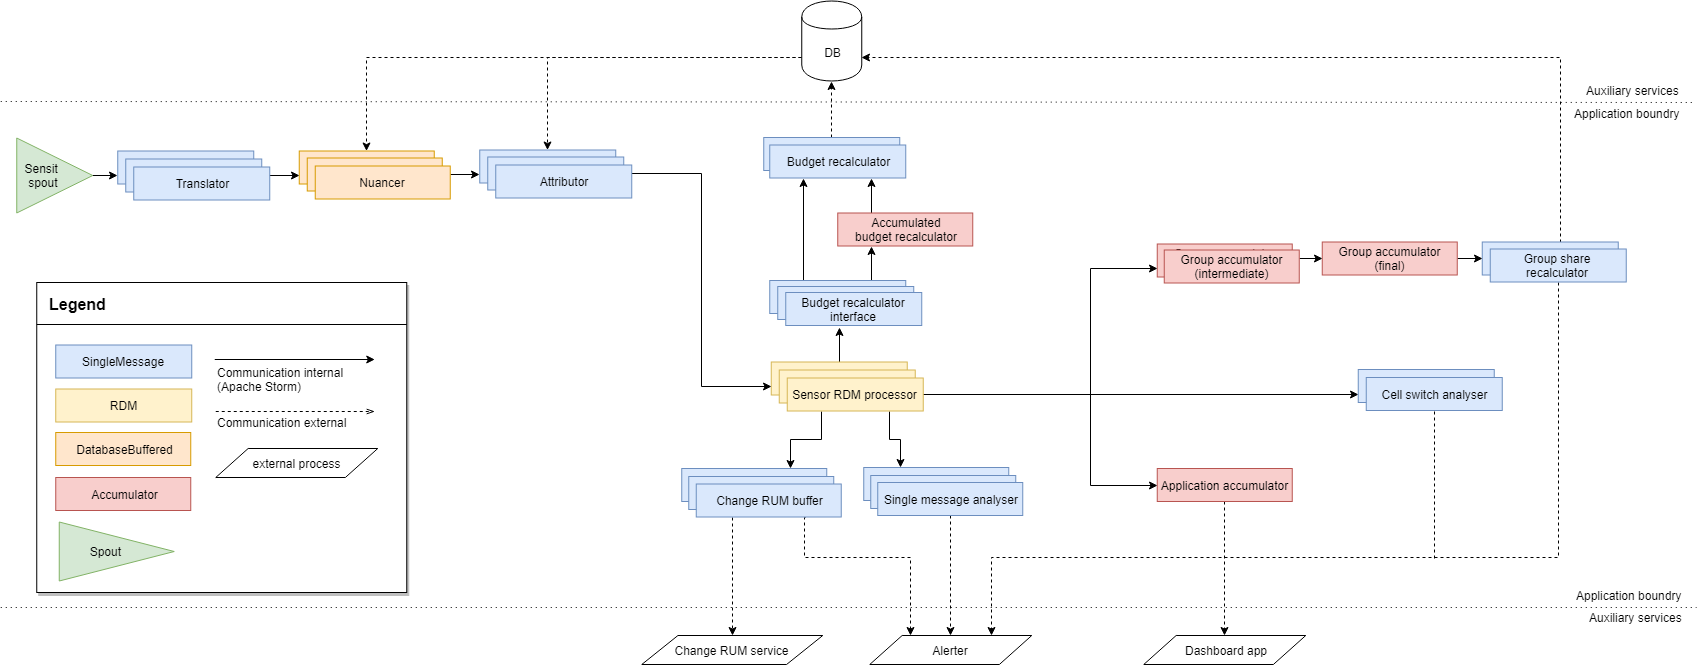 DB
Auxiliary services
Application boundry
Sensit
spout
Translator
Nuancer
Attributor
Budget recalculator
Accumulated
budget recalculator
Budget recalculator
interface
Group accumulator
(intermediate)
Group accumulator
(final)
Group share
recalculator
Legend
SingleMessage
RDM
DatabaseBuffered
Accumulator
Spout
Communication internal
(Apache Storm)
Communication external
external process
Sensor RDM processor
Cell switch analyser
Change RUM buffer
Single message analyser
Application accumulator
Application boundry
Auxiliary services
Change RUM service
Alerter
Dashboard app